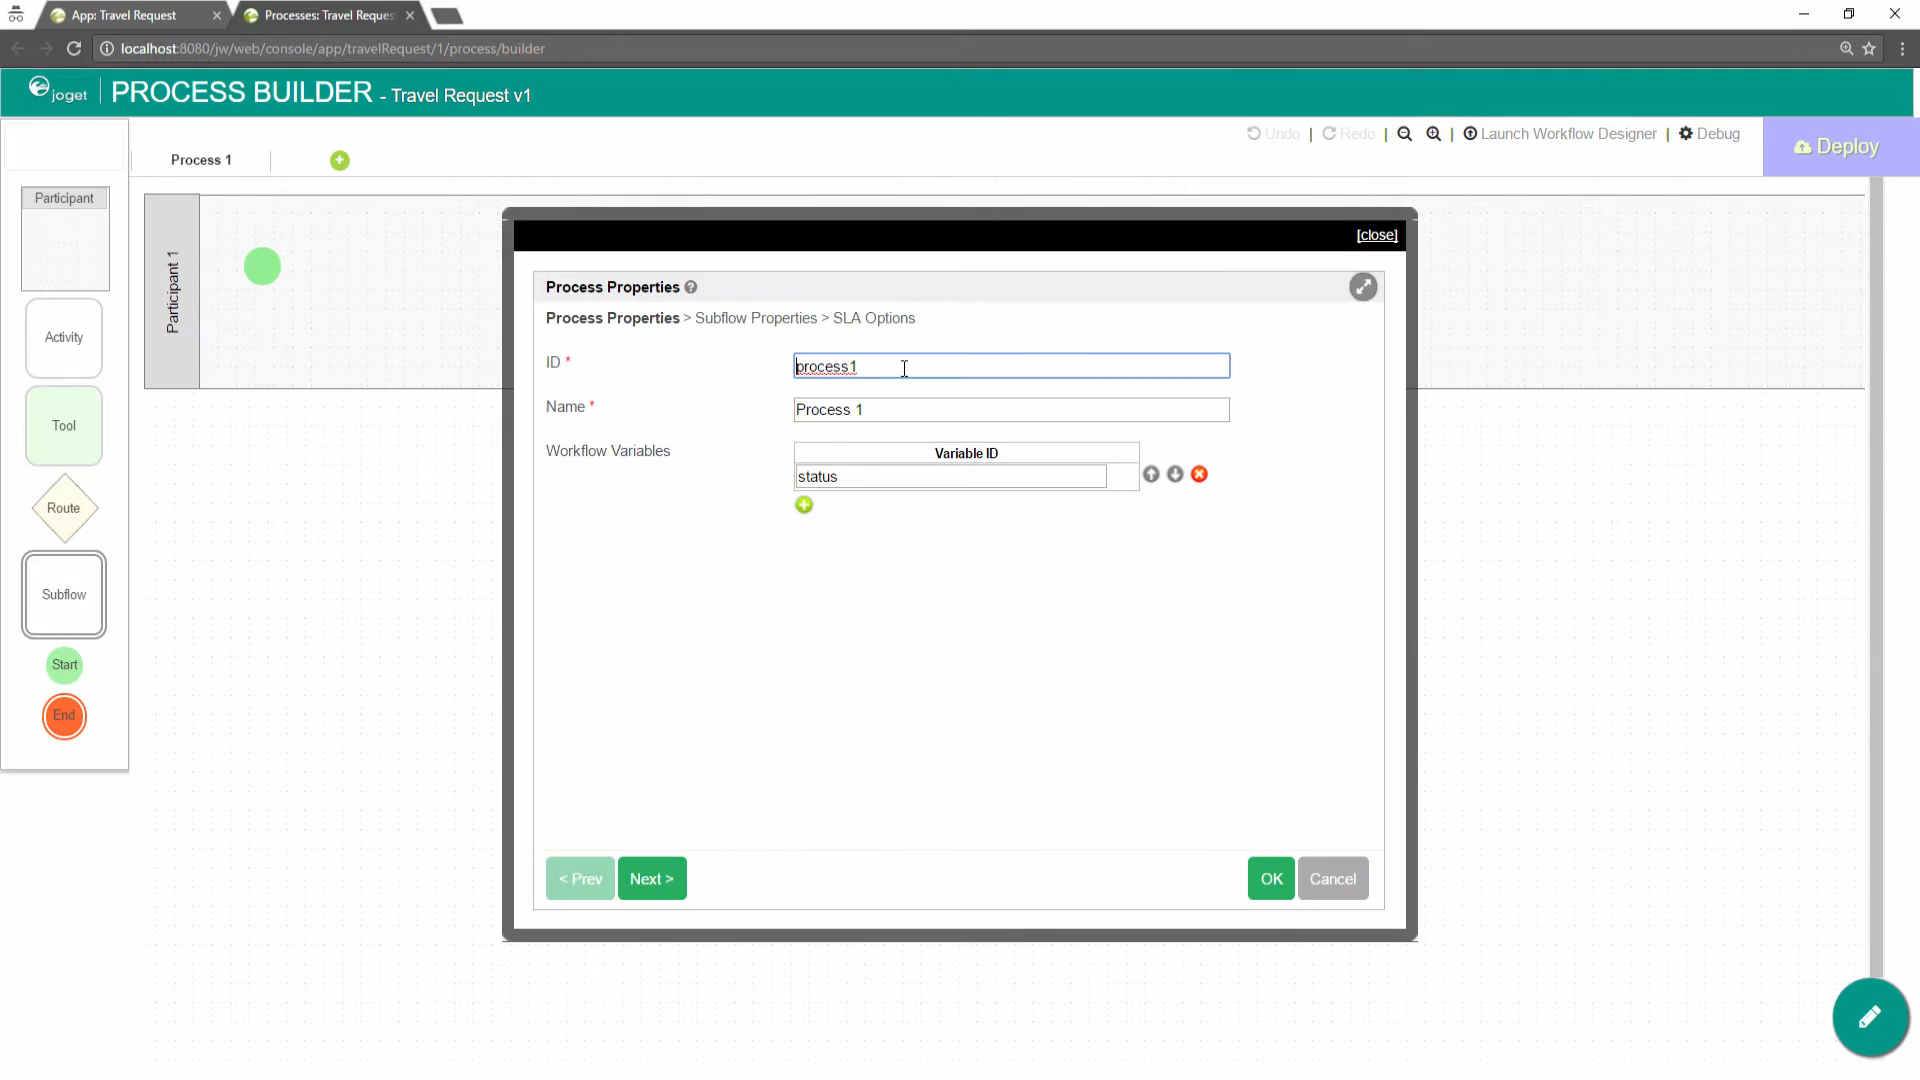 App: Travel Request
Processes: Travel Reques
localhost:8080/jw/web/console/app/travelRequest/1/process/builder
joget
PROCESS BUILDER - Travel Request v1
Undo | Redo | | Launch Workflow Designer | Debug
Deploy
Process 1
Participant
Activity
Tool
Route
Subflow
Start
End
Participant 1
[close]
Process Properties
Process Properties > Subflow Properties > SLA Options
ID *
process1
Name *
Process 1
Workflow Variables
Variable ID
status
< Prev
Next >
OK
Cancel